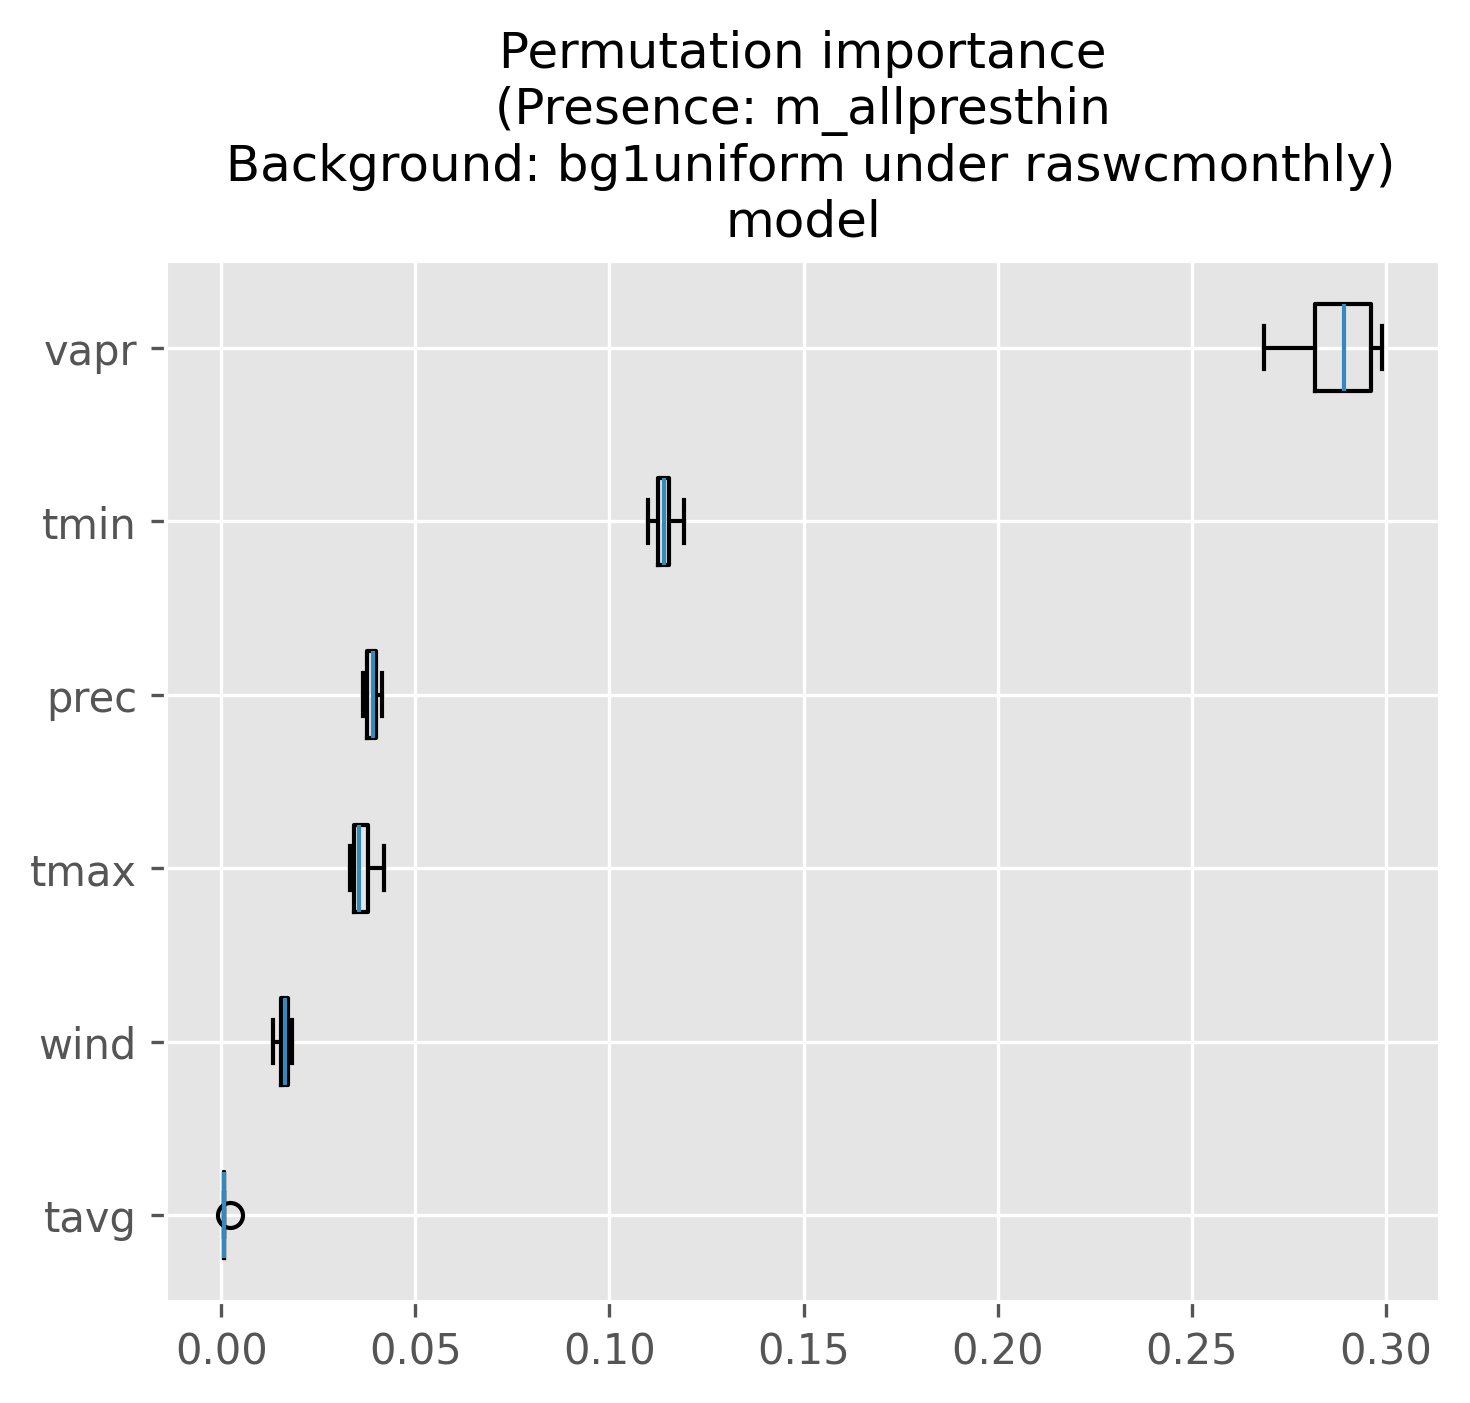 Permutation importance
(Presence: m_allpresthin
Background: bg1uniform under raswcmonthly)
model
vapr
tmin
prec
tmax
wind
tavg
0.00 0.05 0.10 0.15 0.20 0.25 0.30